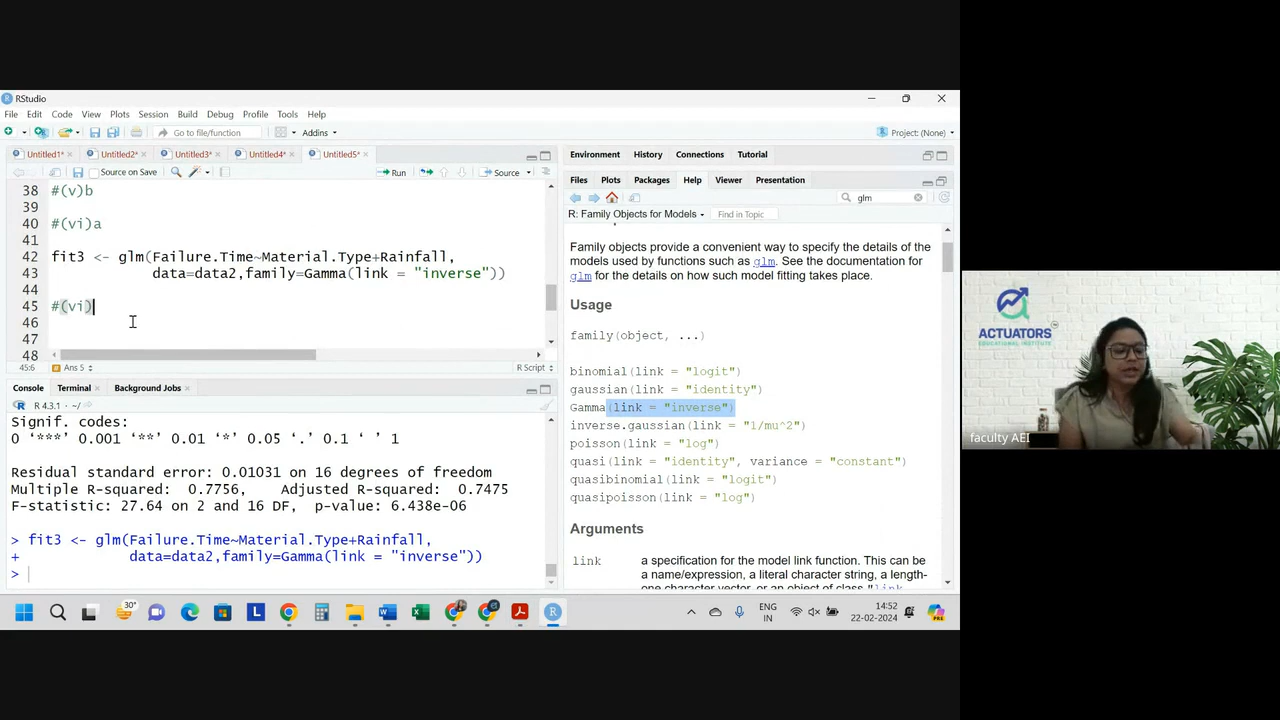 RStudio
File Edit Code View Plots Session Build Debug Profile Tools Help
Go to file/function Addins Project: (None)
Untitled1* Untitled2* Untitled3* Untitled4* Untitled5*
Source on Save Run Source
38 #(v)b
39
40 #(vi)a
41
42 fit3 <- glm(Failure.Time~Material.Type+Rainfall,
43 data=data2,family=Gamma(link = "inverse"))
44
45 #(vi)
46
47
48
45:6 Ans 5 R Script
Console Terminal Background Jobs
R 4.3.1 · ~/
Signif. codes:
0 ‘***’ 0.001 ‘**’ 0.01 ‘*’ 0.05 ‘.’ 0.1 ‘ ’ 1
Residual standard error: 0.01031 on 16 degrees of freedom
Multiple R-squared: 0.7756, Adjusted R-squared: 0.7475
F-statistic: 27.64 on 2 and 16 DF, p-value: 6.438e-06
> fit3 <- glm(Failure.Time~Material.Type+Rainfall,
+ data=data2,family=Gamma(link = "inverse"))
>
Environment History Connections Tutorial
Files Plots Packages Help Viewer Presentation
glm
R: Family Objects for Models Find in Topic
Family objects provide a convenient way to specify the details of the
models used by functions such as glm. See the documentation for
glm for the details on how such model fitting takes place.
Usage
family(object, ...)
binomial(link = "logit")
gaussian(link = "identity")
Gamma(link = "inverse")
inverse.gaussian(link = "1/mu^2")
poisson(link = "log")
quasi(link = "identity", variance = "constant")
quasibinomial(link = "logit")
quasipoisson(link = "log")
Arguments
link a specification for the model link function. This can be
a name/expression, a literal character string, a length-
one character vector, or an object of class "link-
30°
ENG
IN
14:52
22-02-2024
ACTUATORS
EDUCATIONAL INSTITUTE
faculty AEI